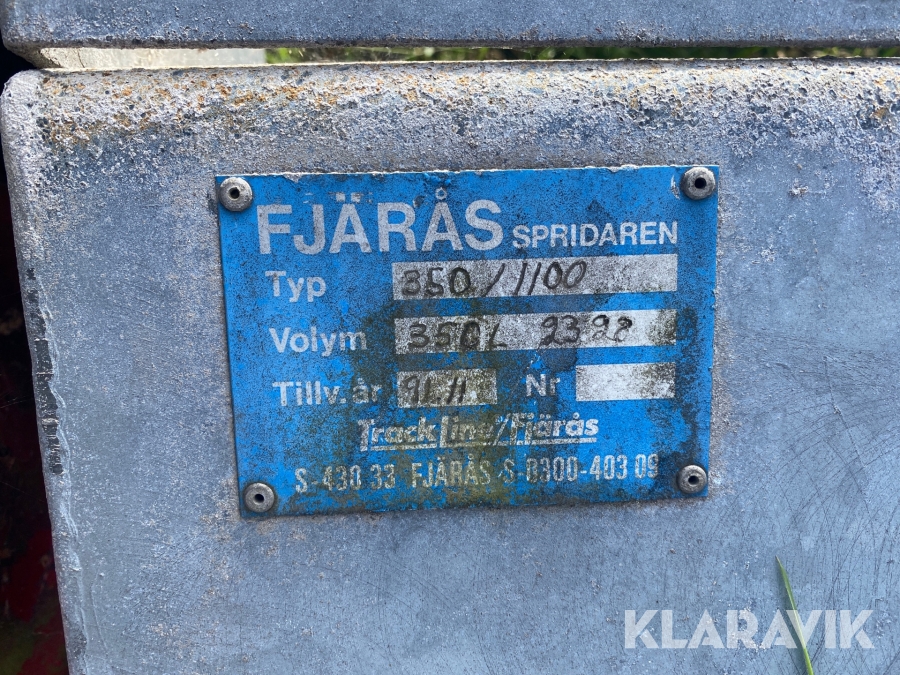 FJÄRÅS SPRIDAREN
Typ 350/1100
Volym 350L 2398
Tillv. år 91.11 Nr
Track Line//Fjärås
S-430 33 FJÄRÅS S-0300-403 09
KLARAVIK